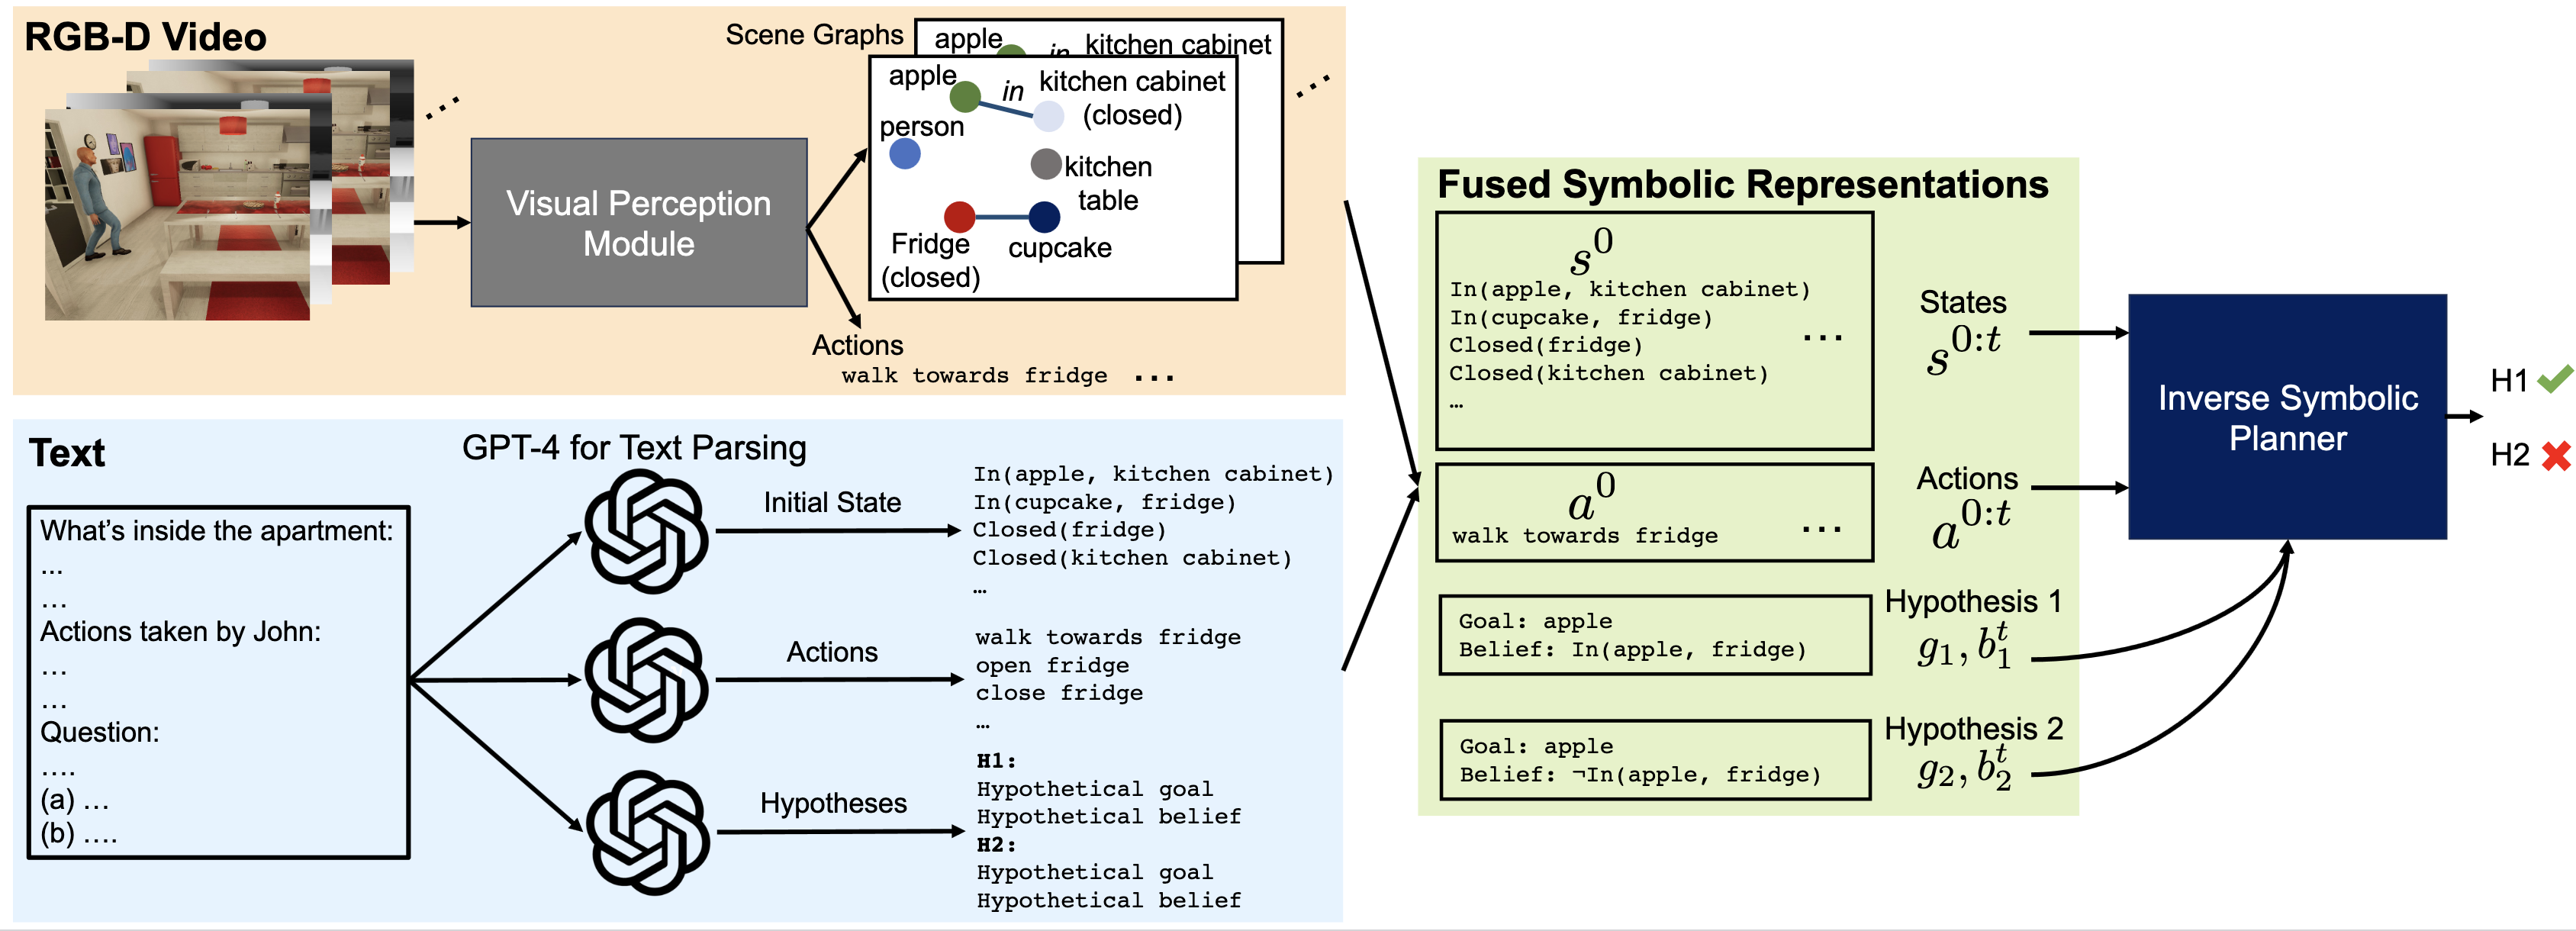 RGB-D Video
Scene Graphs
apple
in
kitchen cabinet
apple
in
kitchen cabinet
(closed)
person
kitchen
table
Fridge
(closed)
cupcake
Visual Perception
Module
Actions
walk towards fridge ...
Text
GPT-4 for Text Parsing
What's inside the apartment:
...
...
Actions taken by John:
...
...
Question:
....
(a) ...
(b) ....
Initial State
In(apple, kitchen cabinet)
In(cupcake, fridge)
Closed(fridge)
Closed(kitchen cabinet)
...
Actions
walk towards fridge
open fridge
close fridge
...
Hypotheses
H1:
Hypothetical goal
Hypothetical belief
H2:
Hypothetical goal
Hypothetical belief
Fused Symbolic Representations
s^0
In(apple, kitchen cabinet)
In(cupcake, fridge)
Closed(fridge)
Closed(kitchen cabinet)
...
...
States
s^{0:t}
a^0
walk towards fridge ...
Actions
a^{0:t}
Goal: apple
Belief: In(apple, fridge)
Hypothesis 1
g_1, b_1^t
Goal: apple
Belief: ¬In(apple, fridge)
Hypothesis 2
g_2, b_2^t
Inverse Symbolic
Planner
H1
H2